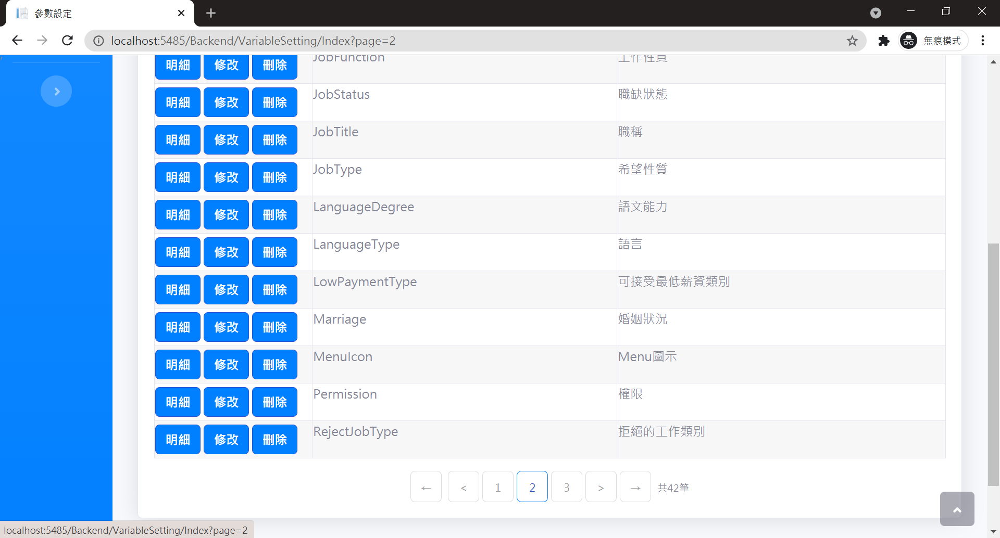 參數設定
localhost:5485/Backend/VariableSetting/Index?page=2
無痕模式
明細 修改 刪除 JobFunction 工作性質
明細 修改 刪除 JobStatus 職缺狀態
明細 修改 刪除 JobTitle 職稱
明細 修改 刪除 JobType 希望性質
明細 修改 刪除 LanguageDegree 語文能力
明細 修改 刪除 LanguageType 語言
明細 修改 刪除 LowPaymentType 可接受最低薪資類別
明細 修改 刪除 Marriage 婚姻狀況
明細 修改 刪除 MenuIcon Menu圖示
明細 修改 刪除 Permission 權限
明細 修改 刪除 RejectJobType 拒絕的工作類別
← < 1 2 3 > → 共42筆
localhost:5485/Backend/VariableSetting/Index?page=2